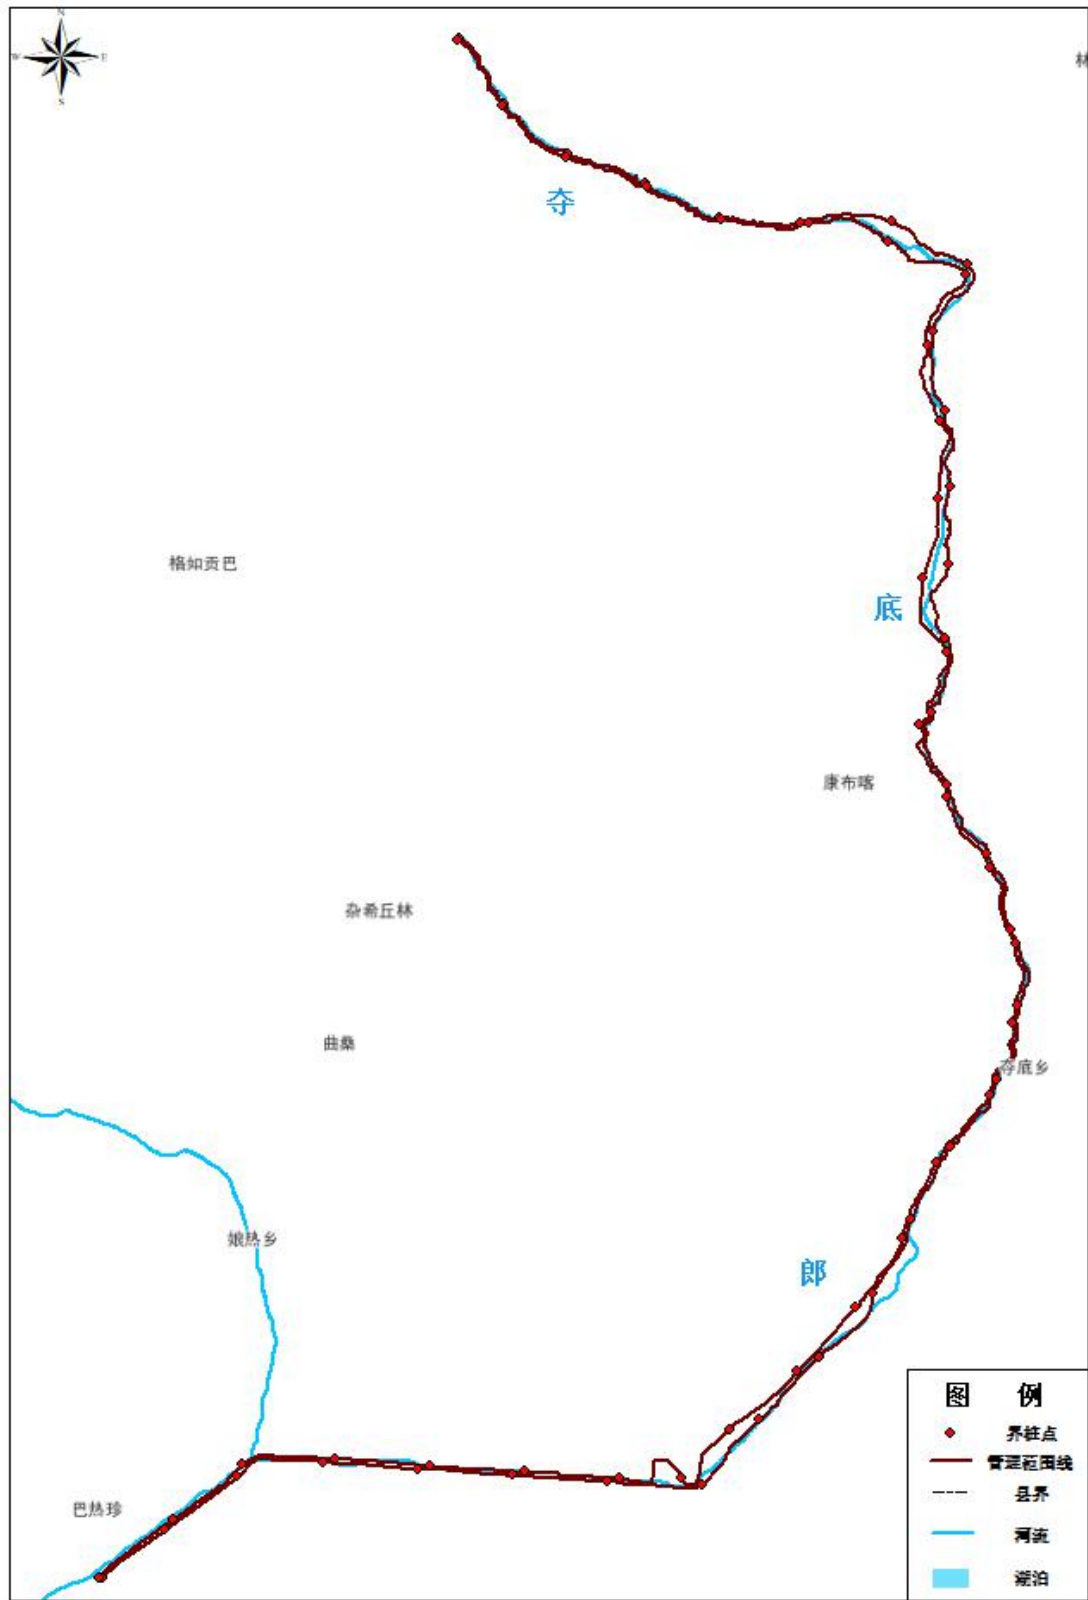 N
W E
S
林
夺
格如贡巴
底
康布喀
杂希丘林
曲桑
夺底乡
娘热乡
郎
图 例
界桩点
管理范围线
县界
河流
湖泊
巴热珍